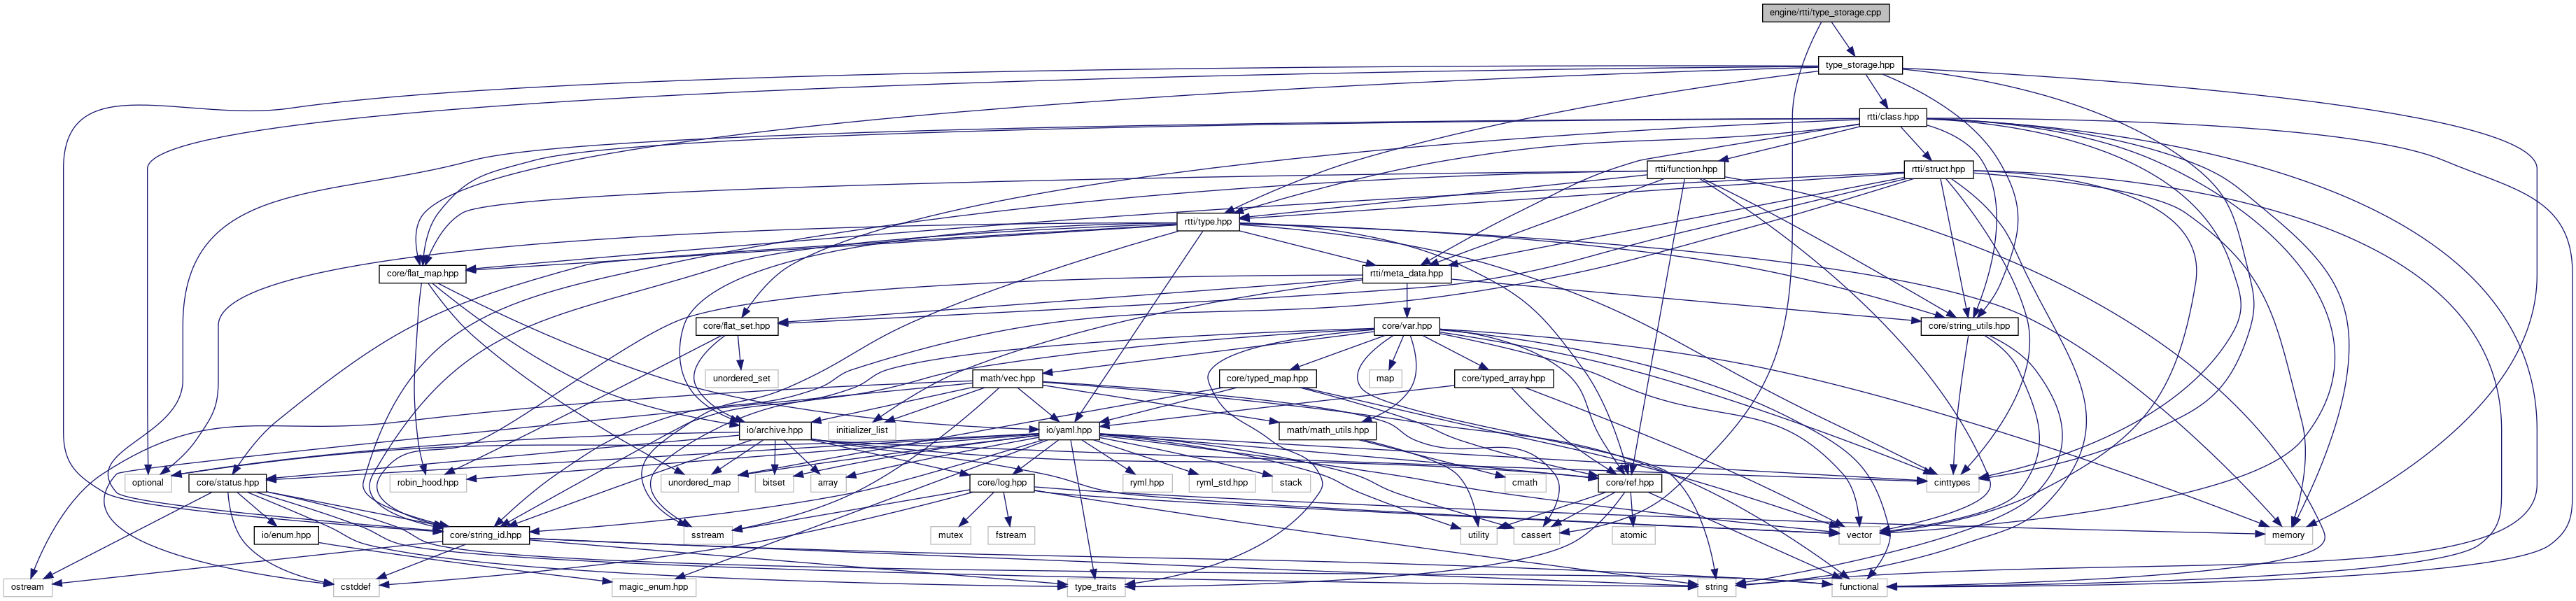 engine/rtti/type_storage.cpp
type_storage.hpp
rtti/class.hpp
rtti/function.hpp
rtti/struct.hpp
rtti/type.hpp
core/flat_map.hpp
rtti/meta_data.hpp
core/flat_set.hpp
core/var.hpp
core/string_utils.hpp
unordered_set
math/vec.hpp
core/typed_map.hpp
map
core/typed_array.hpp
io/archive.hpp
initializer_list
io/yaml.hpp
math/math_utils.hpp
optional
core/status.hpp
robin_hood.hpp
unordered_map
bitset
array
core/log.hpp
ryml.hpp
ryml_std.hpp
stack
cmath
core/ref.hpp
cinttypes
io/enum.hpp
core/string_id.hpp
sstream
mutex
fstream
utility
cassert
atomic
vector
memory
ostream
cstddef
magic_enum.hpp
type_traits
string
functional